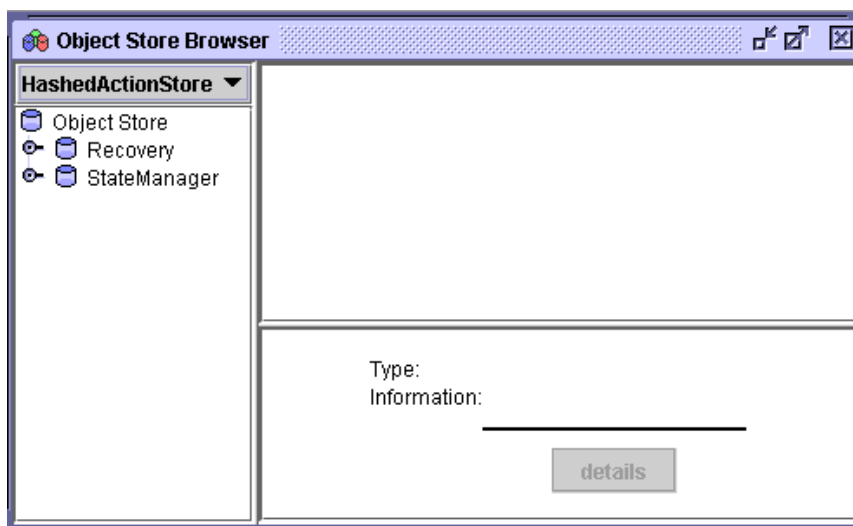 Object Store Browser
HashedActionStore
Object Store
Recovery
StateManager
Type:
Information:
details